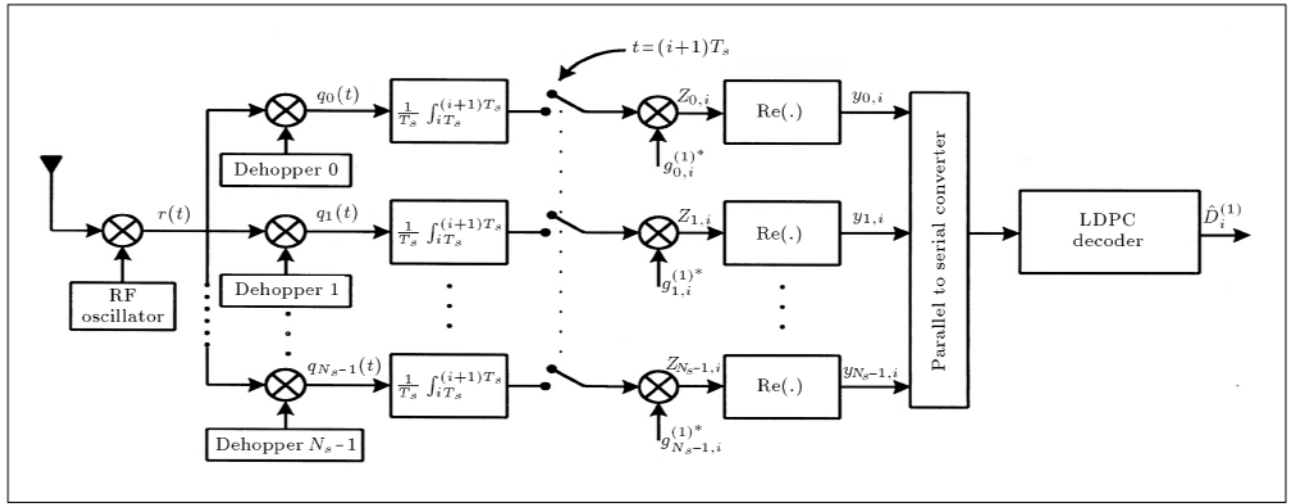 t=(i+1)T_s
q_0(t) 1/T_s ∫_{iT_s}^{(i+1)T_s} Z_{0,i} Re(.) y_{0,i}
Dehopper 0 g_{0,i}^{(1)*}
r(t) q_1(t) 1/T_s ∫_{iT_s}^{(i+1)T_s} Z_{1,i} Re(.) y_{1,i}
Dehopper 1 g_{1,i}^{(1)*}
RF
oscillator
q_{N_s-1}(t) 1/T_s ∫_{iT_s}^{(i+1)T_s} Z_{N_s-1,i} Re(.) y_{N_s-1,i}
Dehopper N_s-1 g_{N_s-1,i}^{(1)*}
Parallel to serial converter
LDPC
decoder
D̂_i^{(1)}